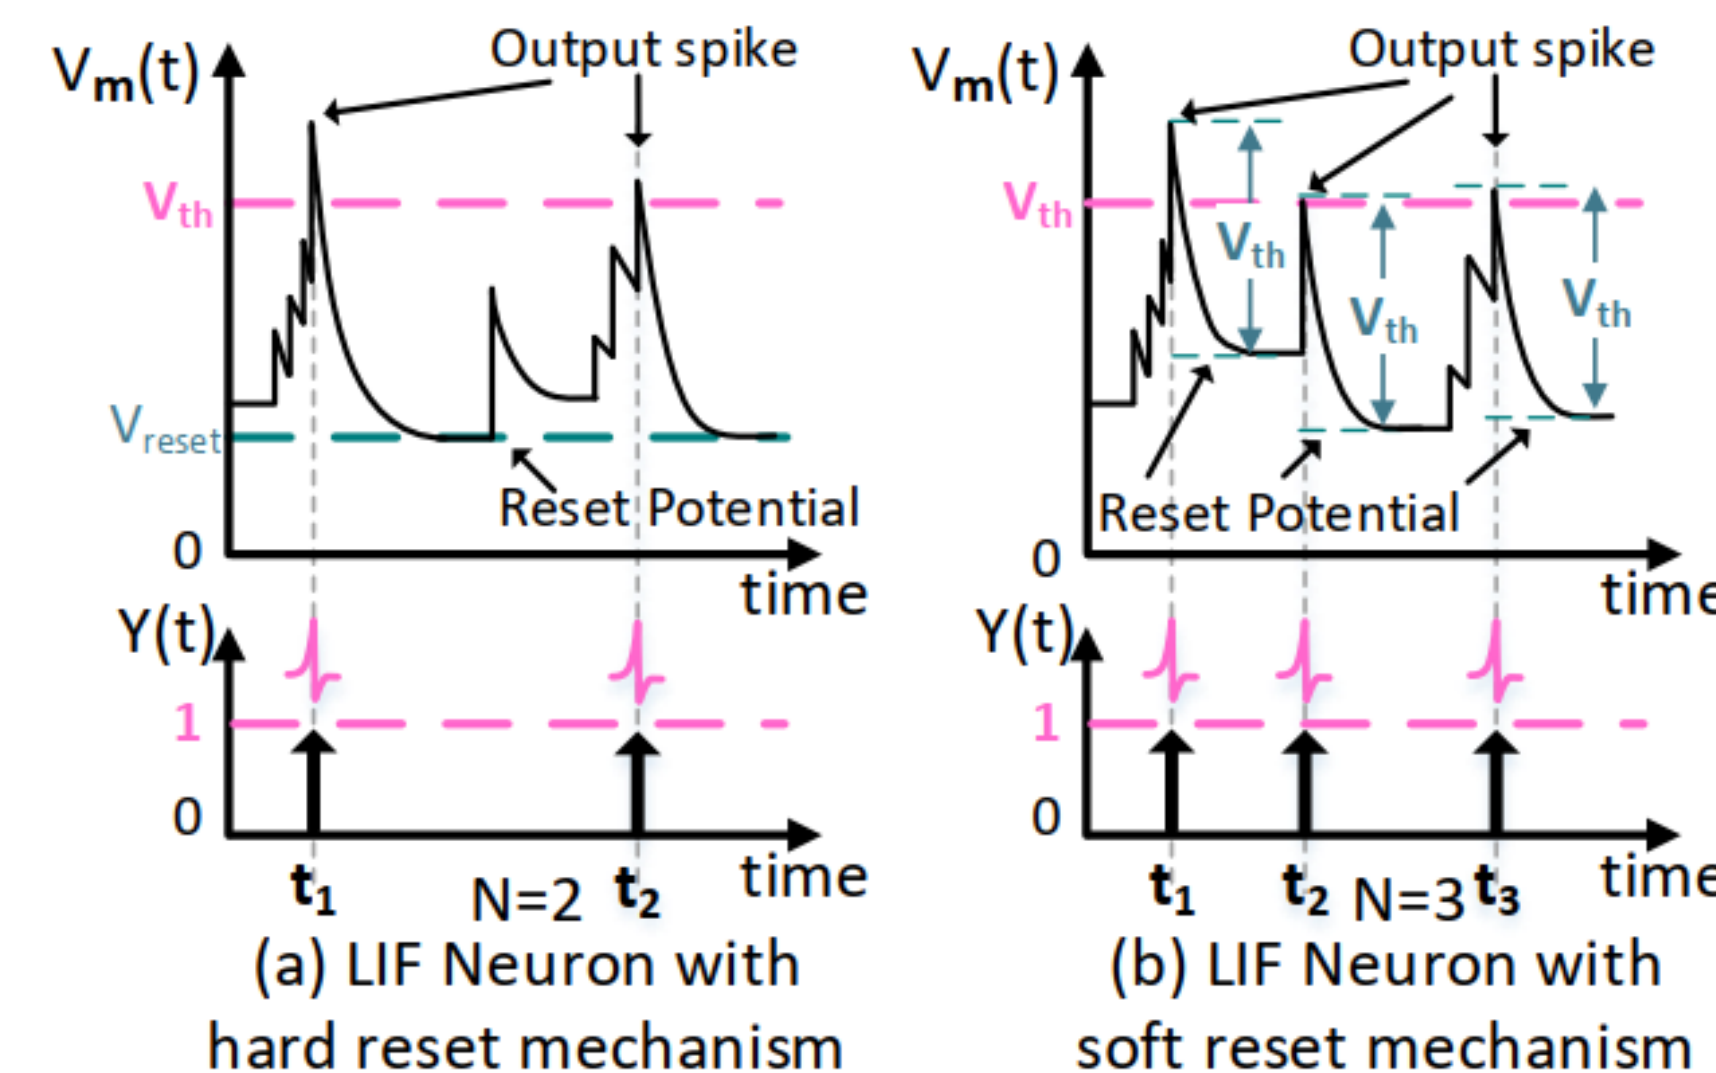 Output spike
Vm(t)
Vth
Vreset
Reset Potential
0
time
Y(t)
1
0
time
t1
N=2
t2
(a) LIF Neuron with
hard reset mechanism
Output spike
Vm(t)
Vth
Vth
Vth
Vth
Reset Potential
0
time
Y(t)
1
0
time
t1
t2
N=3
t3
(b) LIF Neuron with
soft reset mechanism